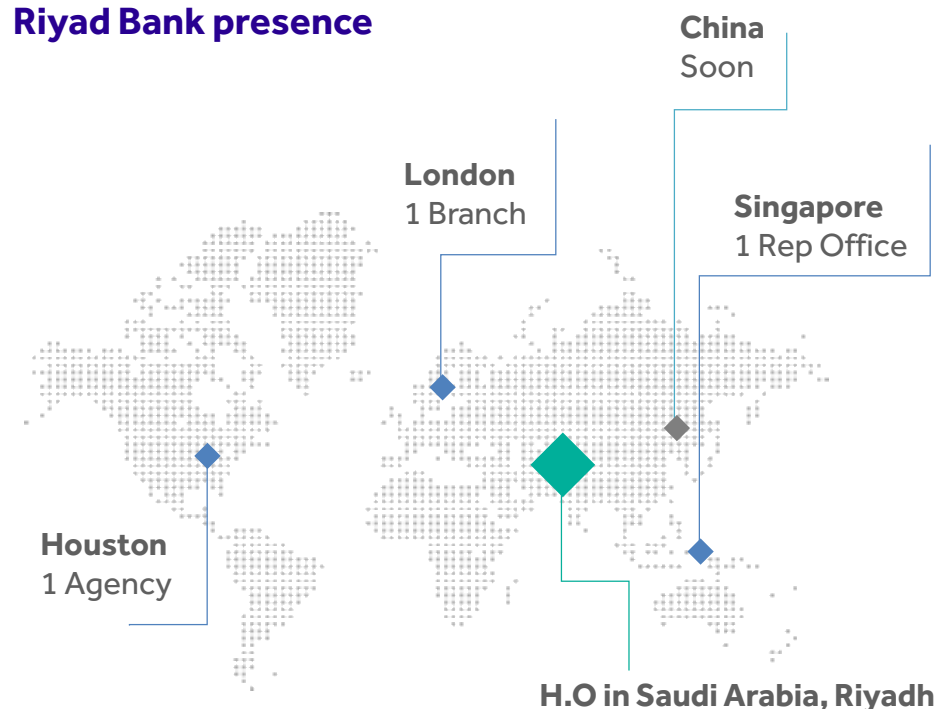 Riyad Bank presence
China
Soon
London
1 Branch
Singapore
1 Rep Office
Houston
1 Agency
H.O in Saudi Arabia, Riyadh